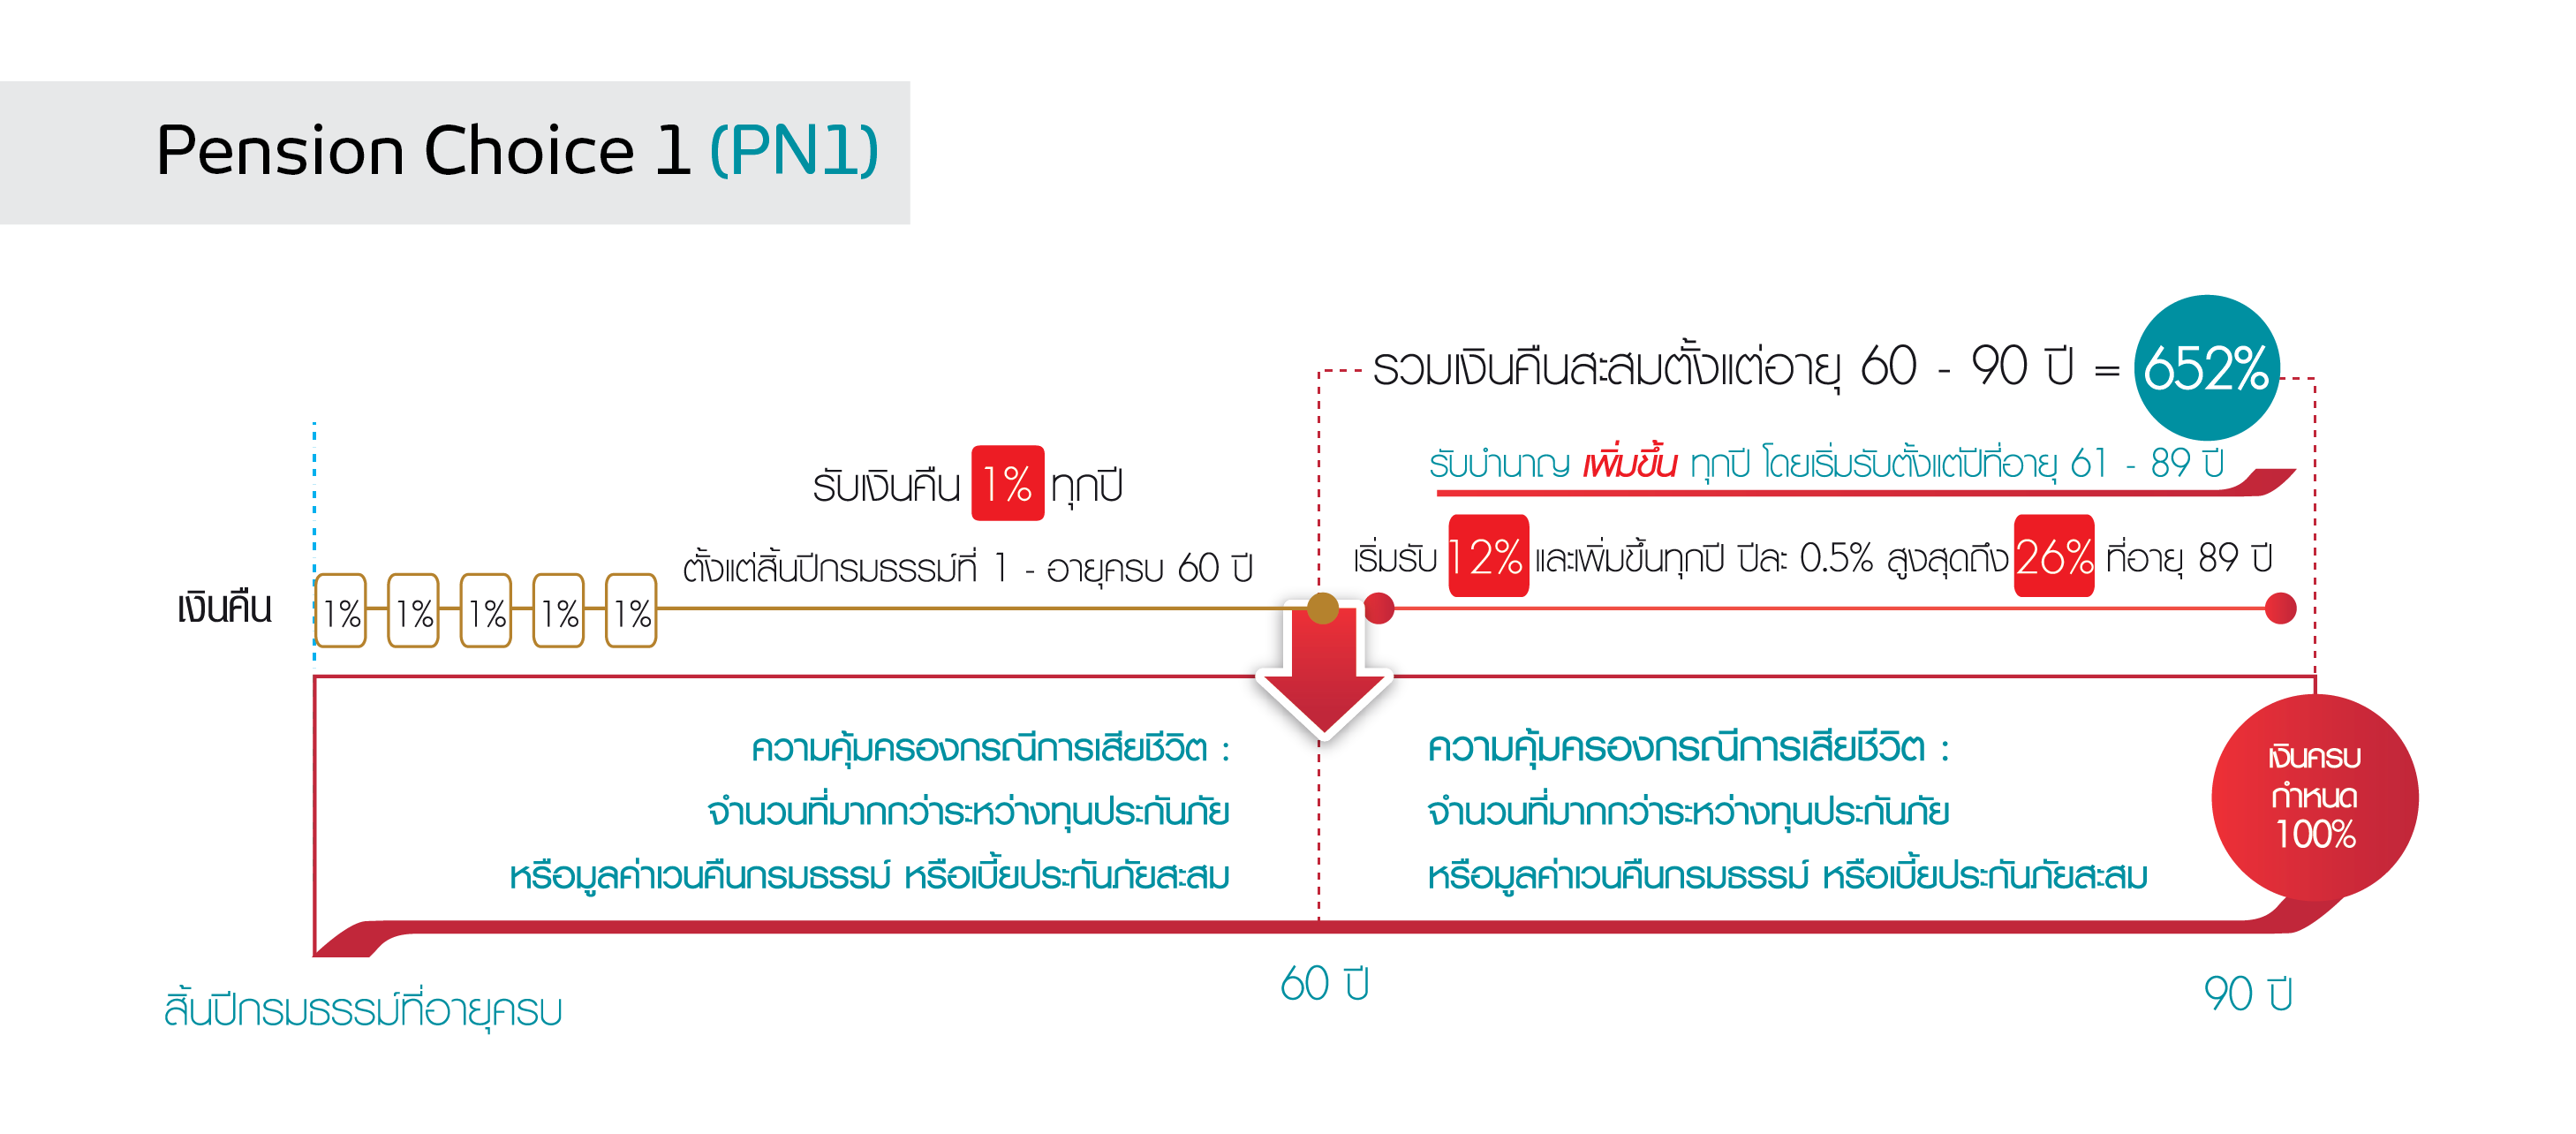 Pension Choice 1 (PN1)
รวมเงินคืนสะสมตั้งแต่อายุ 60 - 90 ปี = 652%
รับบำนาญ เพิ่มขึ้น ทุกปี โดยเริ่มรับตั้งแต่ปีที่อายุ 61 - 89 ปี
รับเงินคืน 1% ทุกปี
เริ่มรับ 12% และเพิ่มขึ้นทุกปี ปีละ 0.5% สูงสุดถึง 26% ที่อายุ 89 ปี
ตั้งแต่สิ้นปีกรมธรรม์ที่ 1 - อายุครบ 60 ปี
เงินคืน 1% 1% 1% 1% 1%
ความคุ้มครองกรณีการเสียชีวิต :
จำนวนที่มากกว่าระหว่างทุนประกันภัย
หรือมูลค่าเวนคืนกรมธรรม์ หรือเบี้ยประกันภัยสะสม
ความคุ้มครองกรณีการเสียชีวิต :
จำนวนที่มากกว่าระหว่างทุนประกันภัย
หรือมูลค่าเวนคืนกรมธรรม์ หรือเบี้ยประกันภัยสะสม
เงินครบ
กำหนด
100%
สิ้นปีกรมธรรม์ที่อายุครบ
60 ปี
90 ปี